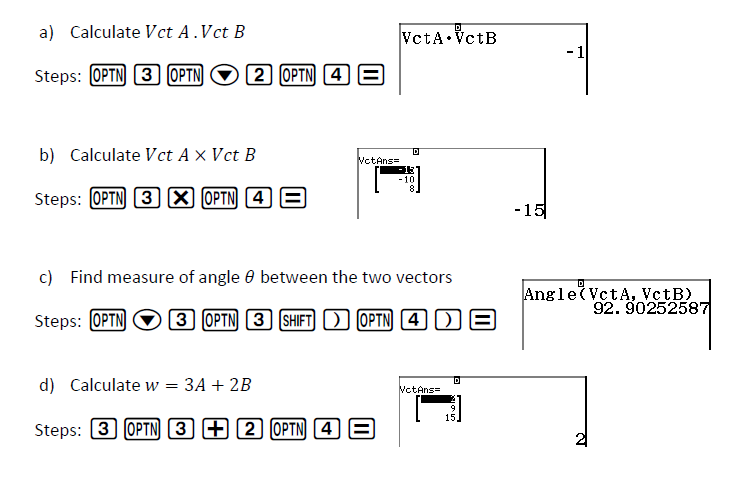 a) Calculate Vct A .Vct B
VctA·VctB
-1
Steps: OPTN 3 OPTN ▼ 2 OPTN 4 =
b) Calculate Vct A × Vct B
VctAns=
-15
-10
8
-15
Steps: OPTN 3 × OPTN 4 =
c) Find measure of angle θ between the two vectors
Angle(VctA,VctB)
92.90252587
Steps: OPTN ▼ 3 OPTN 3 SHIFT ) OPTN 4 ) =
d) Calculate w = 3A + 2B
VctAns=
2
9
15
2
Steps: 3 OPTN 3 + 2 OPTN 4 =